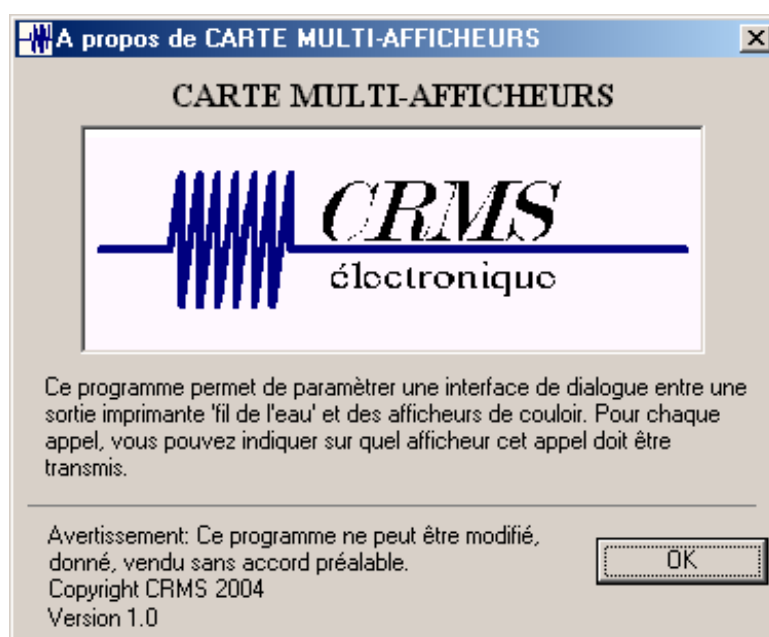 A propos de CARTE MULTI-AFFICHEURS
CARTE MULTI-AFFICHEURS
CRMS
électronique
Ce programme permet de paramètrer une interface de dialogue entre une
sortie imprimante 'fil de l'eau' et des afficheurs de couloir. Pour chaque
appel, vous pouvez indiquer sur quel afficheur cet appel doit être
transmis.
Avertissement: Ce programme ne peut être modifié,
donné, vendu sans accord préalable.
Copyright CRMS 2004
Version 1.0
OK